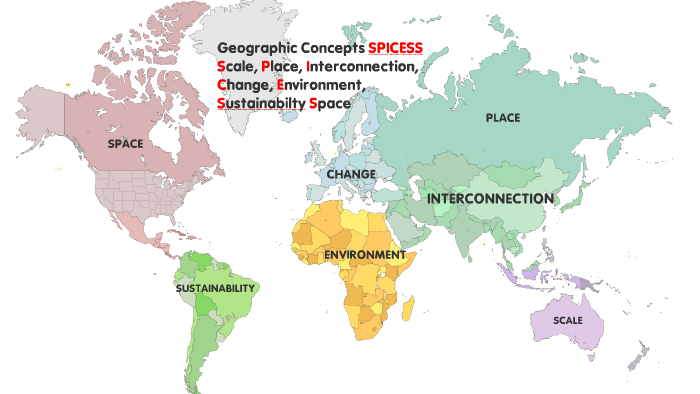 Geographic Concepts SPICESS
Scale, Place, Interconnection,
Change, Environment,
Sustainabilty Space
PLACE
SPACE
CHANGE
INTERCONNECTION
ENVIRONMENT
SUSTAINABILITY
SCALE